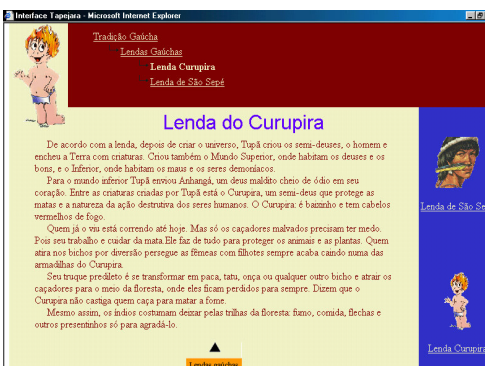 Interface Tapejara - Microsoft Internet Explorer
Tradição Gaúcha
Lendas Gaúchas
Lenda Curupira
Lenda de São Sepé
Lenda do Curupira
De acordo com a lenda, depois de criar o universo, Tupã criou os semi-deuses, o homem e
encheu a Terra com criaturas. Criou também o Mundo Superior, onde habitam os deuses e os
bons, e o Inferior, onde habitam os maus e os seres demoníacos.
Para o mundo inferior Tupã enviou Anhangá, um deus maldito cheio de ódio em seu
coração. Entre as criaturas criadas por Tupã está o Curupira, um semi-deus que protege as
matas e a natureza da ação destrutiva dos seres humanos. O Curupira: é baixinho e tem cabelos
vermelhos de fogo.
Quem já o viu está correndo até hoje. Mas só os caçadores malvados precisam ter medo.
Pois seu trabalho e cuidar da mata.Ele faz de tudo para proteger os animais e as plantas. Quem
atira nos bichos por diversão persegue as fêmeas com filhotes sempre acaba caindo numa das
armadilhas do Curupira.
Seu truque predileto é se transformar em paca, tatu, onça ou qualquer outro bicho e atrair os
caçadores para o meio da floresta, onde eles ficam perdidos para sempre. Dizem que o
Curupira não castiga quem caça para matar a fome.
Mesmo assim, os índios costumam deixar pelas trilhas da floresta: fumo, comida, flechas e
outros presentinhos só para agradá-lo.
Lenda de São Se
Lenda Curupira
Lendas gaúchas